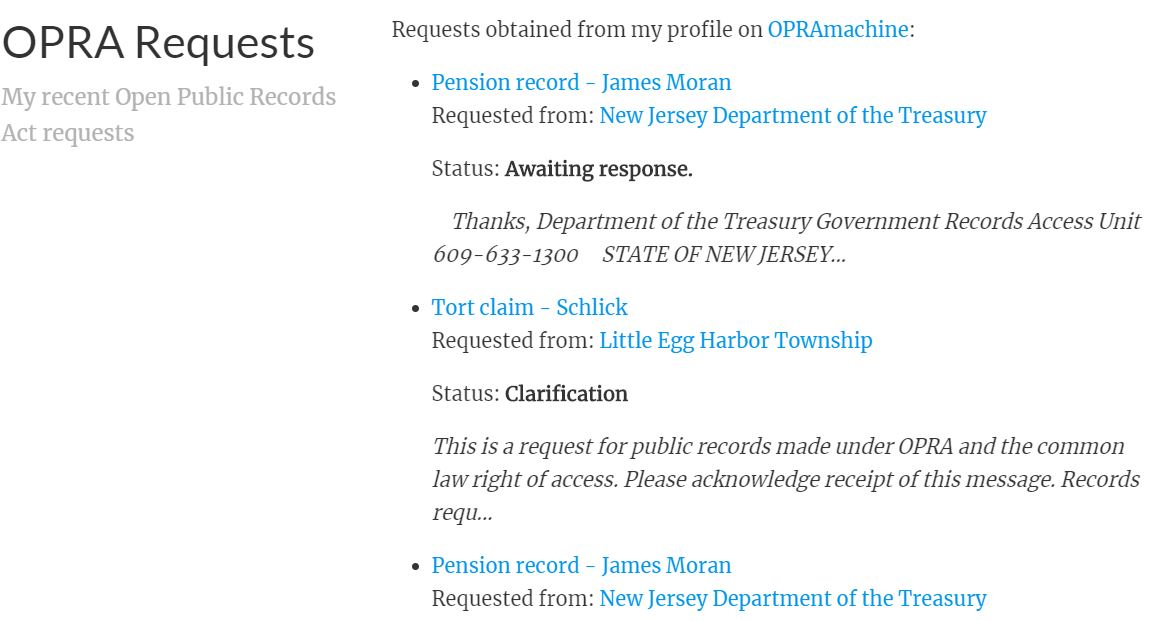 OPRA Requests
My recent Open Public Records
Act requests
Requests obtained from my profile on OPRAmachine:
Pension record - James Moran
Requested from: New Jersey Department of the Treasury
Status: Awaiting response.
Thanks, Department of the Treasury Government Records Access Unit
609-633-1300 STATE OF NEW JERSEY...
Tort claim - Schlick
Requested from: Little Egg Harbor Township
Status: Clarification
This is a request for public records made under OPRA and the common
law right of access. Please acknowledge receipt of this message. Records
requ...
Pension record - James Moran
Requested from: New Jersey Department of the Treasury